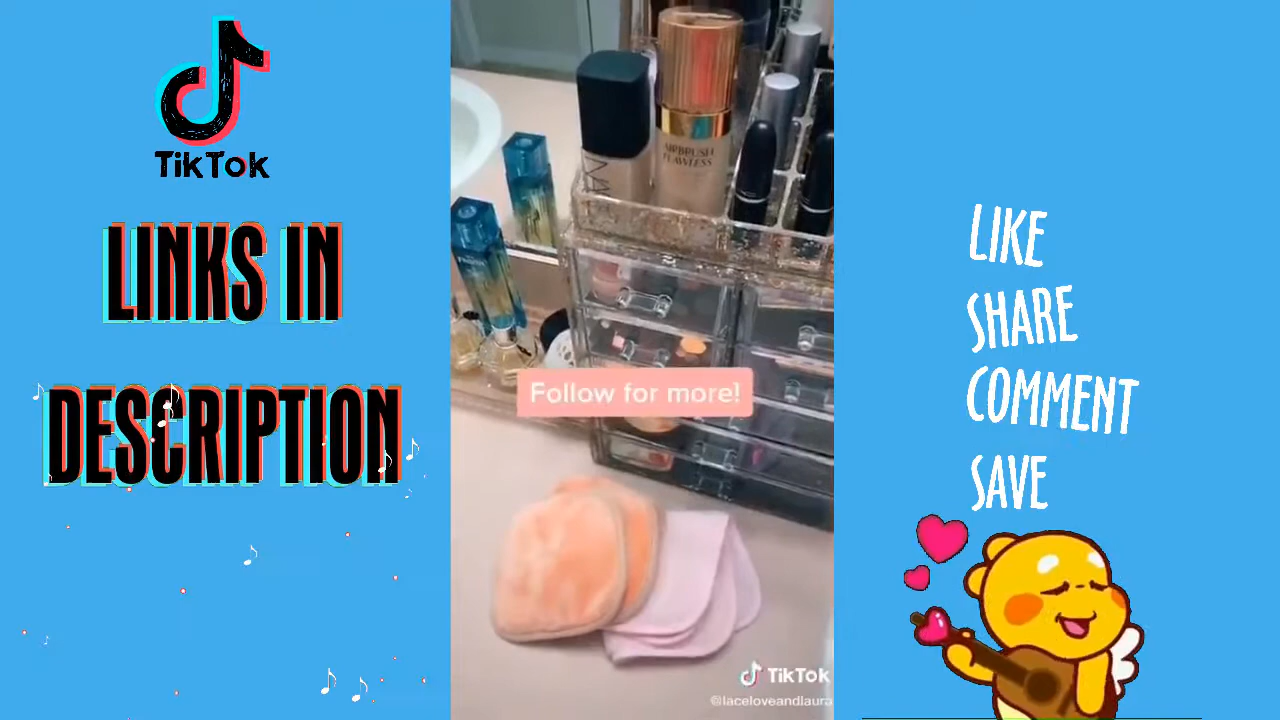 TikTok
LINKS IN
DESCRIPTION
AIRBRUSH
FLAWLESS
Follow for more!
TikTok
@laceloveandlaura
LIKE
SHARE
COMMENT
SAVE